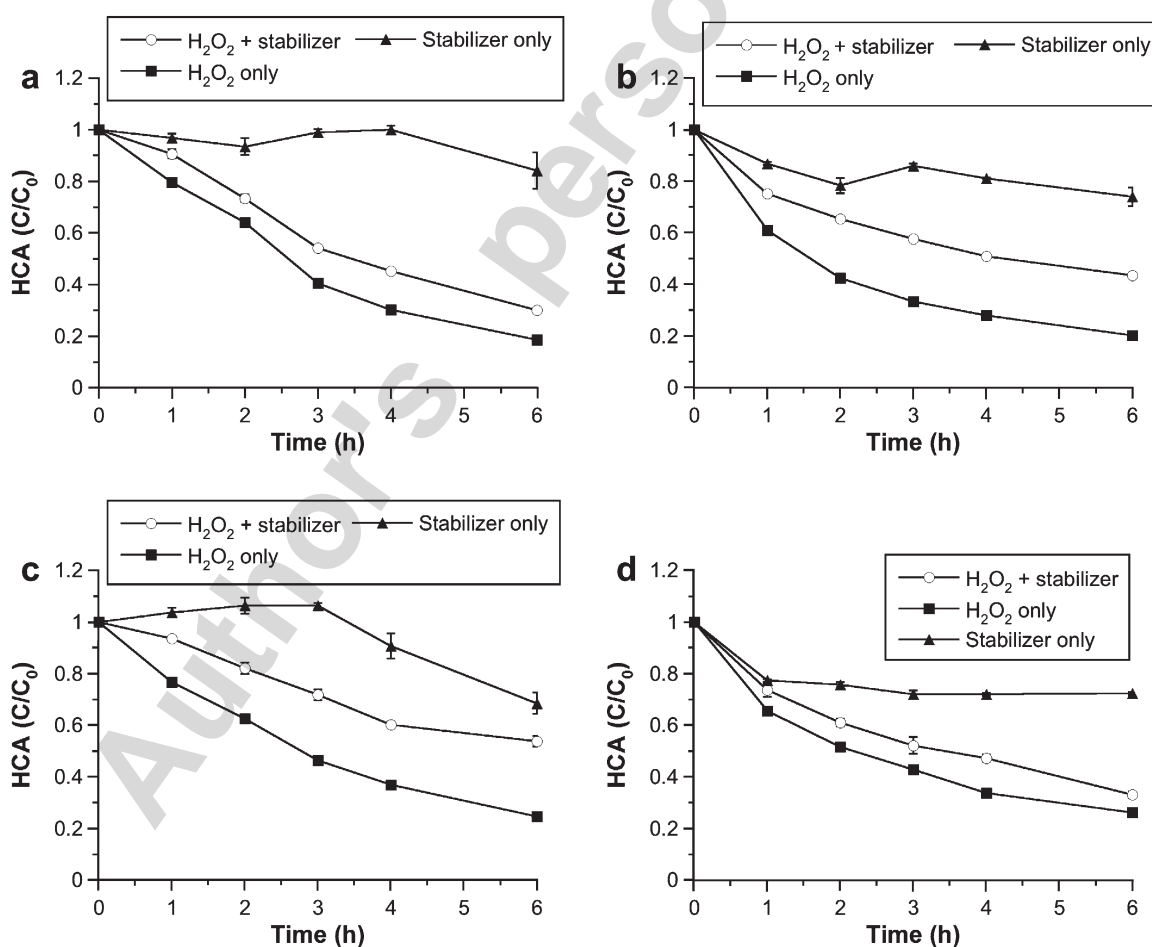 H₂O₂ + stabilizer Stabilizer only
H₂O₂ only
a
1.2
1
0.8
0.6
0.4
0.2
0
HCA (C/C₀)
0 1 2 3 4 5 6
Time (h)
H₂O₂ + stabilizer Stabilizer only
H₂O₂ only
b
1.2
1
0.8
0.6
0.4
0.2
0
HCA (C/C₀)
0 1 2 3 4 5 6
Time (h)
H₂O₂ + stabilizer Stabilizer only
H₂O₂ only
c
1.2
1
0.8
0.6
0.4
0.2
0
HCA (C/C₀)
0 1 2 3 4 5 6
Time (h)
d
H₂O₂ + stabilizer
H₂O₂ only
Stabilizer only
1.2
1
0.8
0.6
0.4
0.2
0
HCA (C/C₀)
0 1 2 3 4 5 6
Time (h)
Author's perso